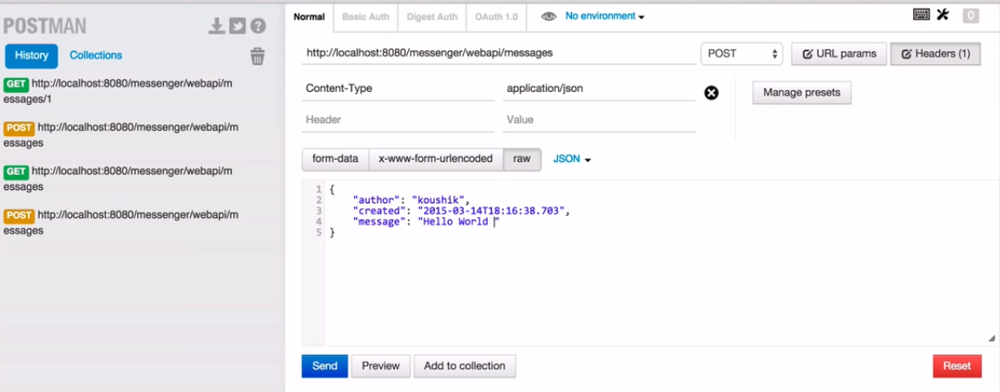 POSTMAN
History Collections
GET http://localhost:8080/messenger/webapi/m
essages/1
POST http://localhost:8080/messenger/webapi/m
essages
GET http://localhost:8080/messenger/webapi/m
essages
POST http://localhost:8080/messenger/webapi/m
essages
Normal Basic Auth Digest Auth OAuth 1.0 No environment 0
http://localhost:8080/messenger/webapi/messages POST URL params Headers (1)
Content-Type application/json Manage presets
Header Value
form-data x-www-form-urlencoded raw JSON
1 {
2 "author": "koushik",
3 "created": "2015-03-14T18:16:38.703",
4 "message": "Hello World "
5 }
Send Preview Add to collection Reset